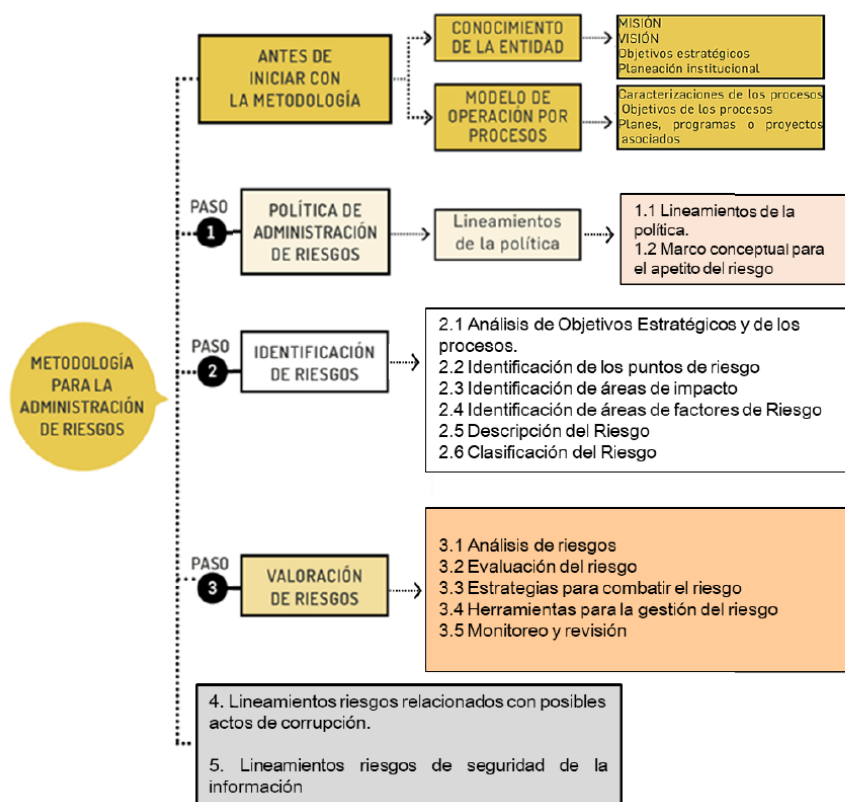 ANTES DE
INICIAR CON
LA METODOLOGÍA
CONOCIMIENTO
DE LA ENTIDAD
MISIÓN
VISIÓN
Objetivos estratégicos
Planeación institucional
MODELO DE
OPERACIÓN POR
PROCESOS
Caracterizaciones de los procesos
Objetivos de los procesos
Planes, programas o proyectos
asociados
METODOLOGÍA
PARA LA
ADMINISTRACIÓN
DE RIESGOS
PASO
1
POLÍTICA DE
ADMINISTRACIÓN
DE RIESGOS
Lineamientos
de la política
1.1 Lineamientos de la
política.
1.2 Marco conceptual para
el apetito del riesgo
PASO
2
IDENTIFICACIÓN
DE RIESGOS
2.1 Análisis de Objetivos Estratégicos y de los
procesos.
2.2 Identificación de los puntos de riesgo
2.3 Identificación de áreas de impacto
2.4 Identificación de áreas de factores de Riesgo
2.5 Descripción del Riesgo
2.6 Clasificación del Riesgo
PASO
3
VALORACIÓN
DE RIESGOS
3.1 Análisis de riesgos
3.2 Evaluación del riesgo
3.3 Estrategias para combatir el riesgo
3.4 Herramientas para la gestión del riesgo
3.5 Monitoreo y revisión
4. Lineamientos riesgos relacionados con posibles
actos de corrupción.
5. Lineamientos riesgos de seguridad de la
información